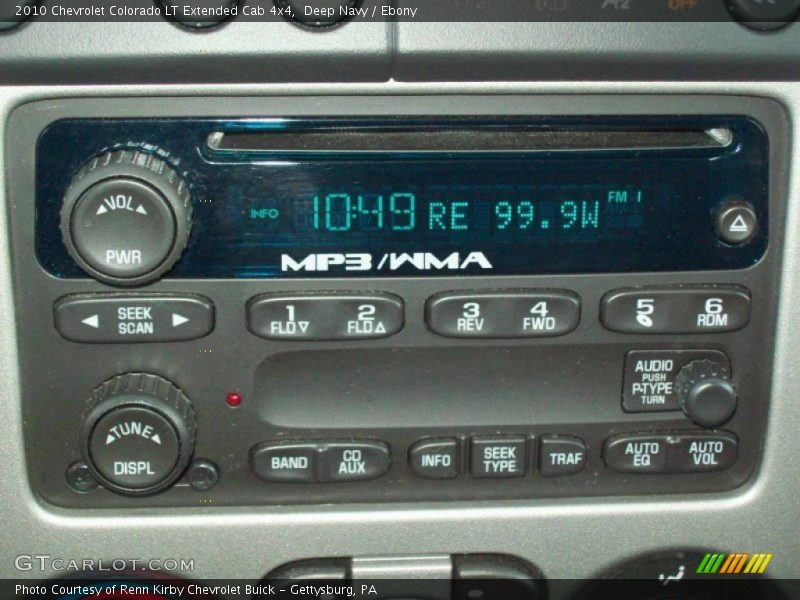 2010 Chevrolet Colorado LT Extended Cab 4x4, Deep Navy / Ebony
OFF
VOL
PWR
INFO
10:49 RE 99.9W
FM 1
MP3/WMA
SEEK
SCAN
1
FLD
2
FLD
3
REV
4
FWD
5
6
RDM
AUDIO
PUSH
P-TYPE
TURN
TUNE
DISPL
BAND
CD
AUX
INFO
SEEK
TYPE
TRAF
AUTO
EQ
AUTO
VOL
GTCARLOT.COM
Photo Courtesy of Renn Kirby Chevrolet Buick - Gettysburg, PA